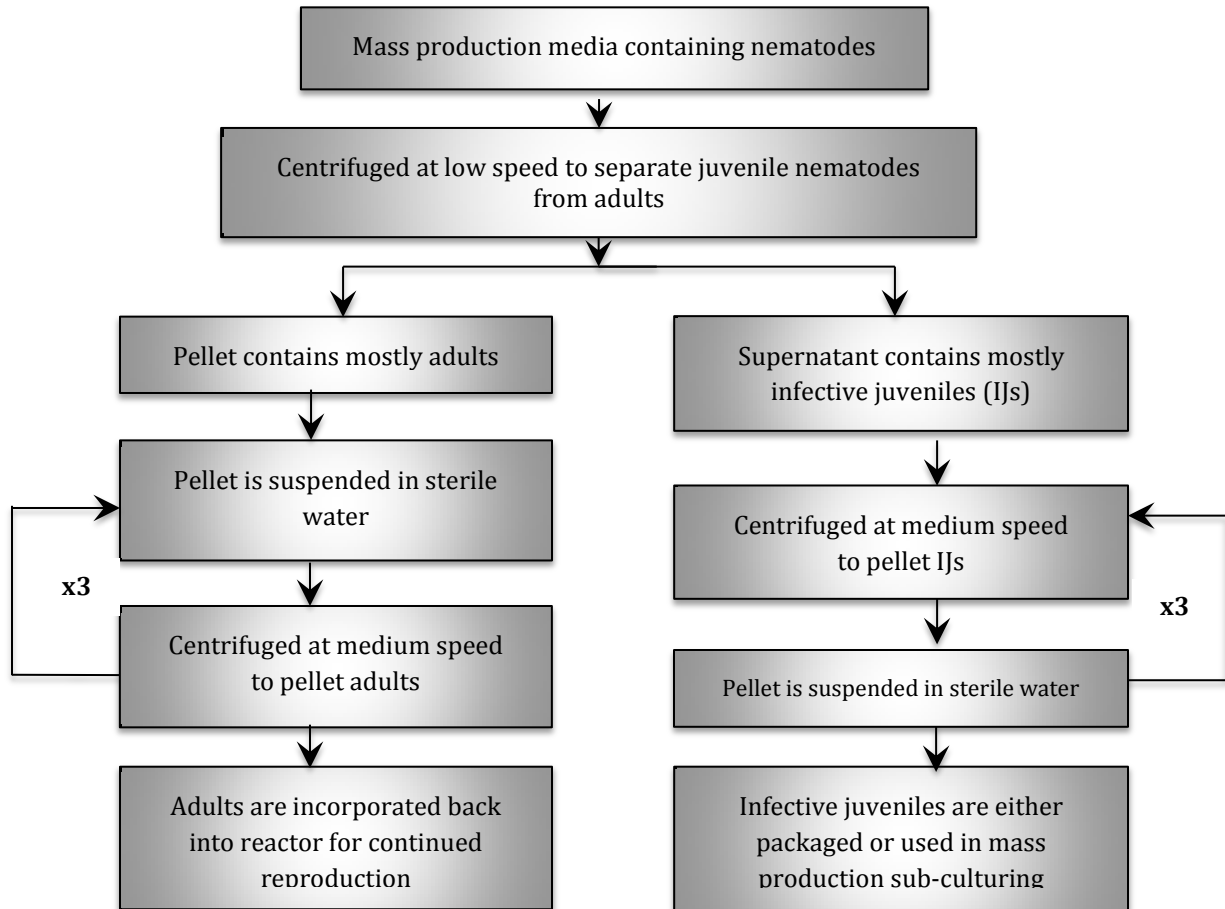 Mass production media containing nematodes
Centrifuged at low speed to separate juvenile nematodes
from adults
Pellet contains mostly adults
Pellet is suspended in sterile
water
x3
Centrifuged at medium speed
to pellet adults
Adults are incorporated back
into reactor for continued
reproduction
Supernatant contains mostly
infective juveniles (IJs)
Centrifuged at medium speed
to pellet IJs
x3
Pellet is suspended in sterile water
Infective juveniles are either
packaged or used in mass
production sub-culturing